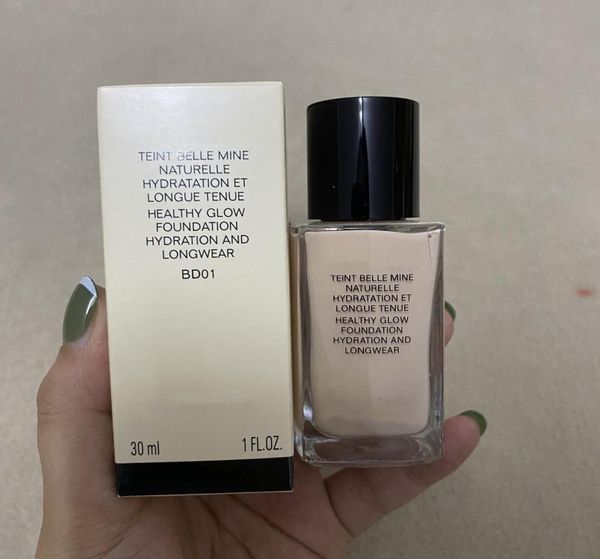 TEINT BELLE MINE
NATURELLE
HYDRATATION ET
LONGUE TENUE
HEALTHY GLOW
FOUNDATION
HYDRATION AND
LONGWEAR
BD01
30 ml
1 FL.OZ.
TEINT BELLE MINE
NATURELLE
HYDRATATION ET
LONGUE TENUE
HEALTHY GLOW
FOUNDATION
HYDRATION AND
LONGWEAR